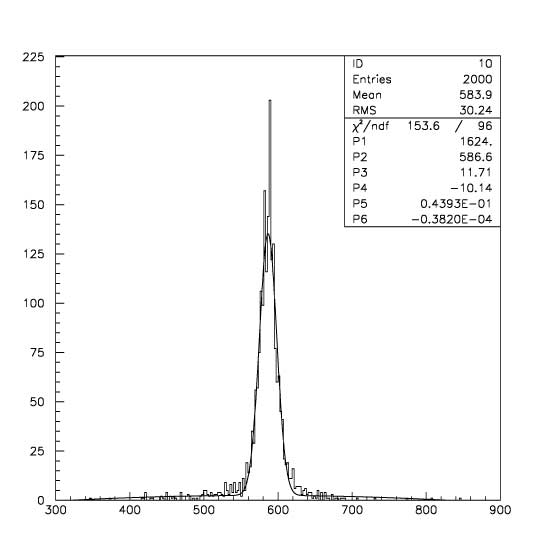 ID 10
Entries 2000
Mean 583.9
RMS 30.24
χ²/ndf 153.6 / 96
P1 1624.
P2 586.6
P3 11.71
P4 −10.14
P5 0.4393E−01
P6 −0.3820E−04
225
200
175
150
125
100
75
50
25
0
300 400 500 600 700 800 900